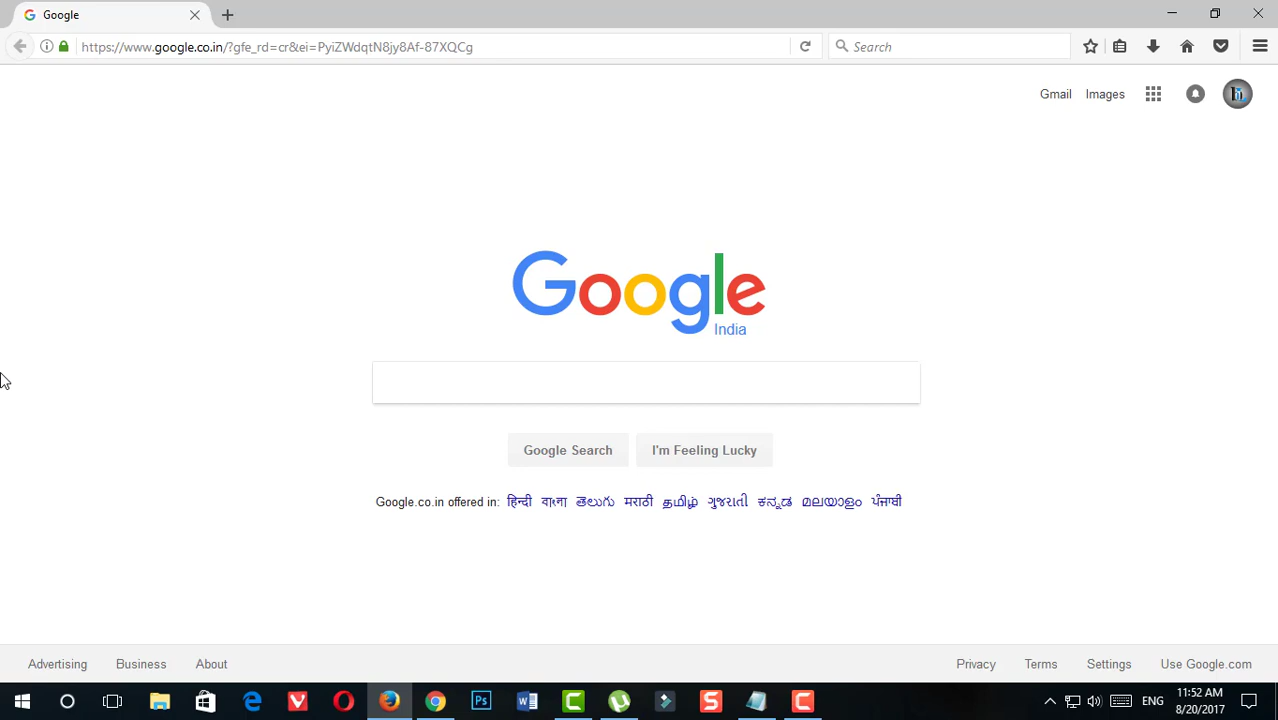 Google
https://www.google.co.in/?gfe_rd=cr&ei=PyiZWdqtN8jy8Af-87XQCg
Search
Gmail Images
Google
India
Google Search I'm Feeling Lucky
Google.co.in offered in: हिन्दी বাংলা తెలుగు मराठी தமிழ் ગુજરાતી ಕನ್ನಡ മലയാളം ਪੰਜਾਬੀ
Advertising Business About Privacy Terms Settings Use Google.com
ENG 11:52 AM
8/20/2017